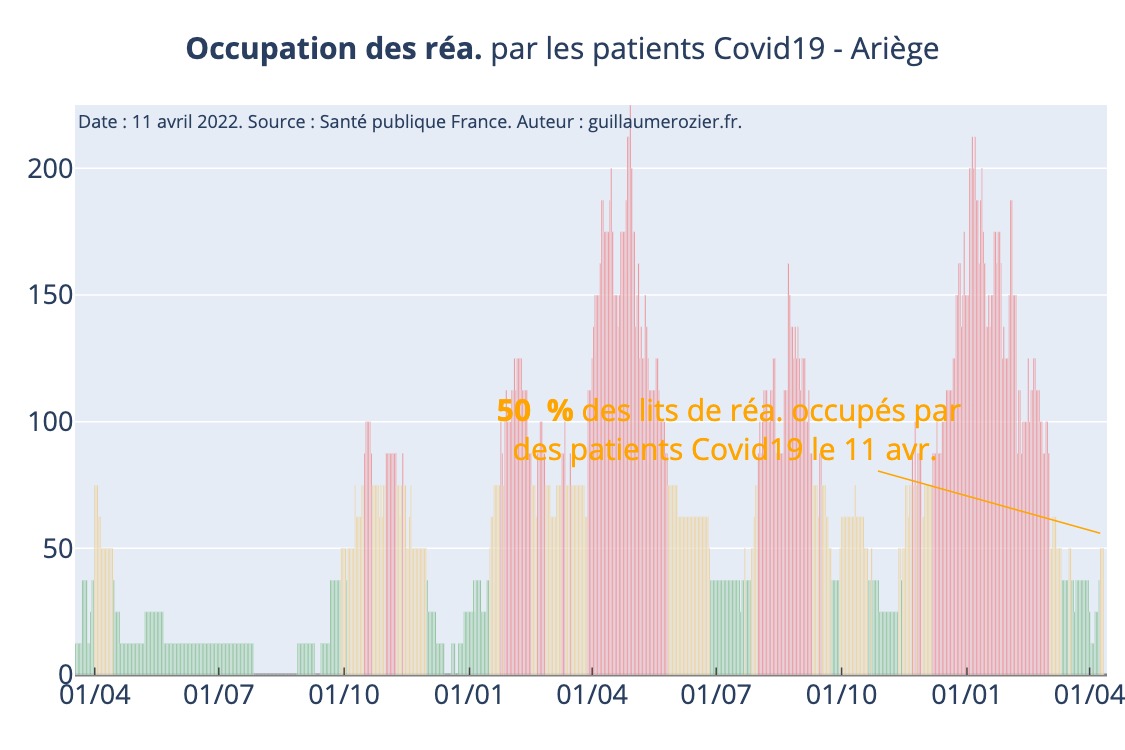 Occupation des réa. par les patients Covid19 - Ariège
Date : 11 avril 2022. Source : Santé publique France. Auteur : guillaumerozier.fr.
200
150
100
50
0
50  % des lits de réa. occupés par
des patients Covid19 le 11 avr.
01/04 01/07 01/10 01/01 01/04 01/07 01/10 01/01 01/04